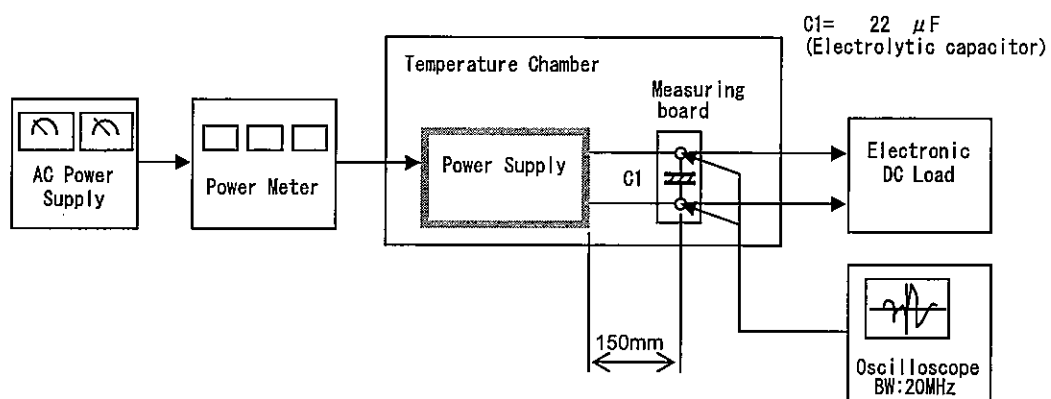 C1= 22 μF
(Electrolytic capacitor)
Temperature Chamber
Measuring
board
AC Power
Supply
Power Meter
Power Supply
C1
Electronic
DC Load
150mm
Oscilloscope
BW:20MHz